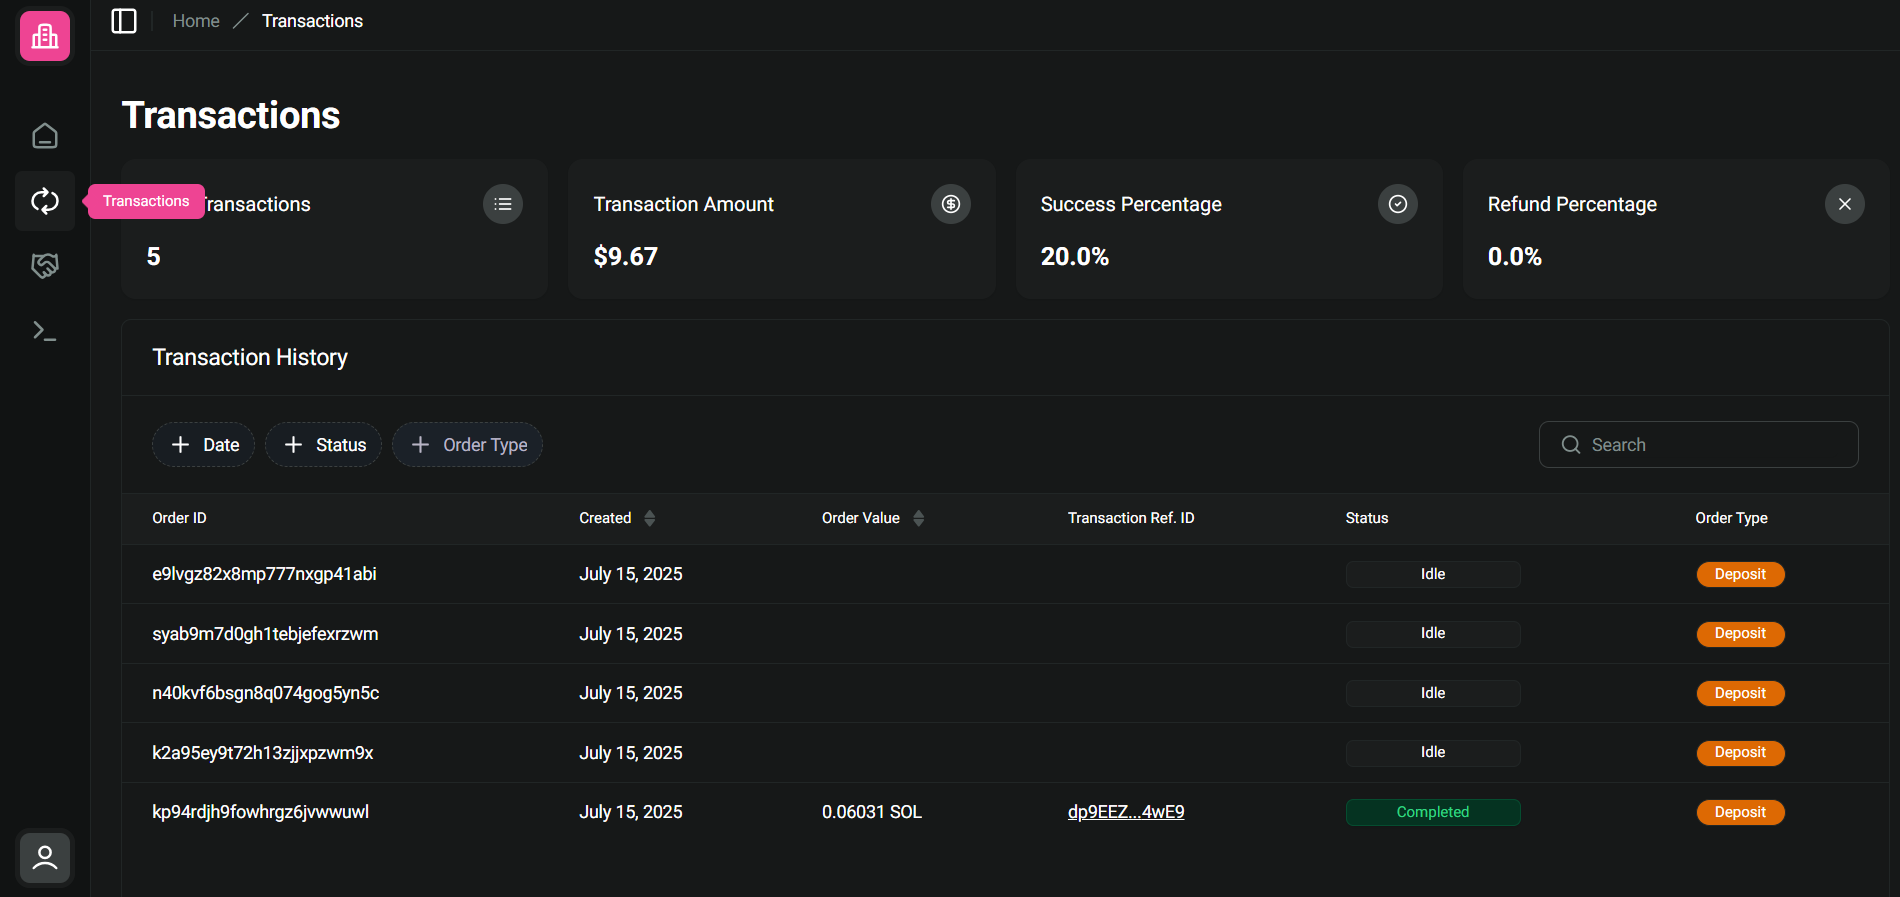 Home / Transactions
Transactions
Transactions
Transactions
5
Transaction Amount
$9.67
Success Percentage
20.0%
Refund Percentage
0.0%
Transaction History
Date
Status
Order Type
Search
Order ID Created Order Value Transaction Ref. ID Status Order Type
e9lvgz82x8mp777nxgp41abi July 15, 2025 Idle Deposit
syab9m7d0gh1tebjefexrzwm July 15, 2025 Idle Deposit
n40kvf6bsgn8q074gog5yn5c July 15, 2025 Idle Deposit
k2a95ey9t72h13zjjxpzwm9x July 15, 2025 Idle Deposit
kp94rdjh9fowhrgz6jvwwuwl July 15, 2025 0.06031 SOL dp9EEZ...4wE9 Completed Deposit